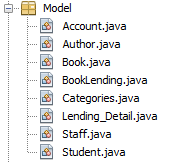 Model
Account.java
Author.java
Book.java
BookLending.java
Categories.java
Lending_Detail.java
Staff.java
Student.java